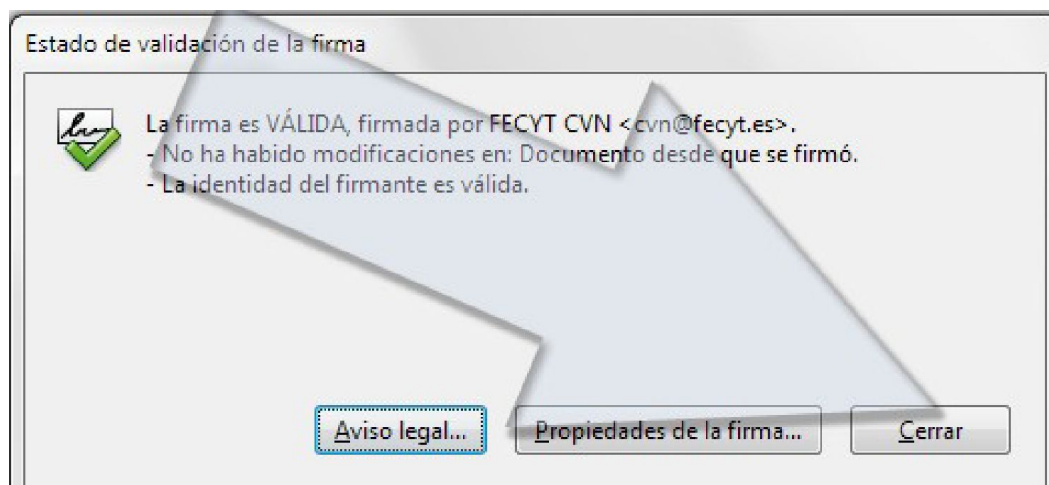 Estado de validación de la firma
La firma es VÁLIDA, firmada por FECYT CVN <cvn@fecyt.es>.
- No ha habido modificaciones en: Documento desde que se firmó.
- La identidad del firmante es válida.
Aviso legal... Propiedades de la firma... Cerrar